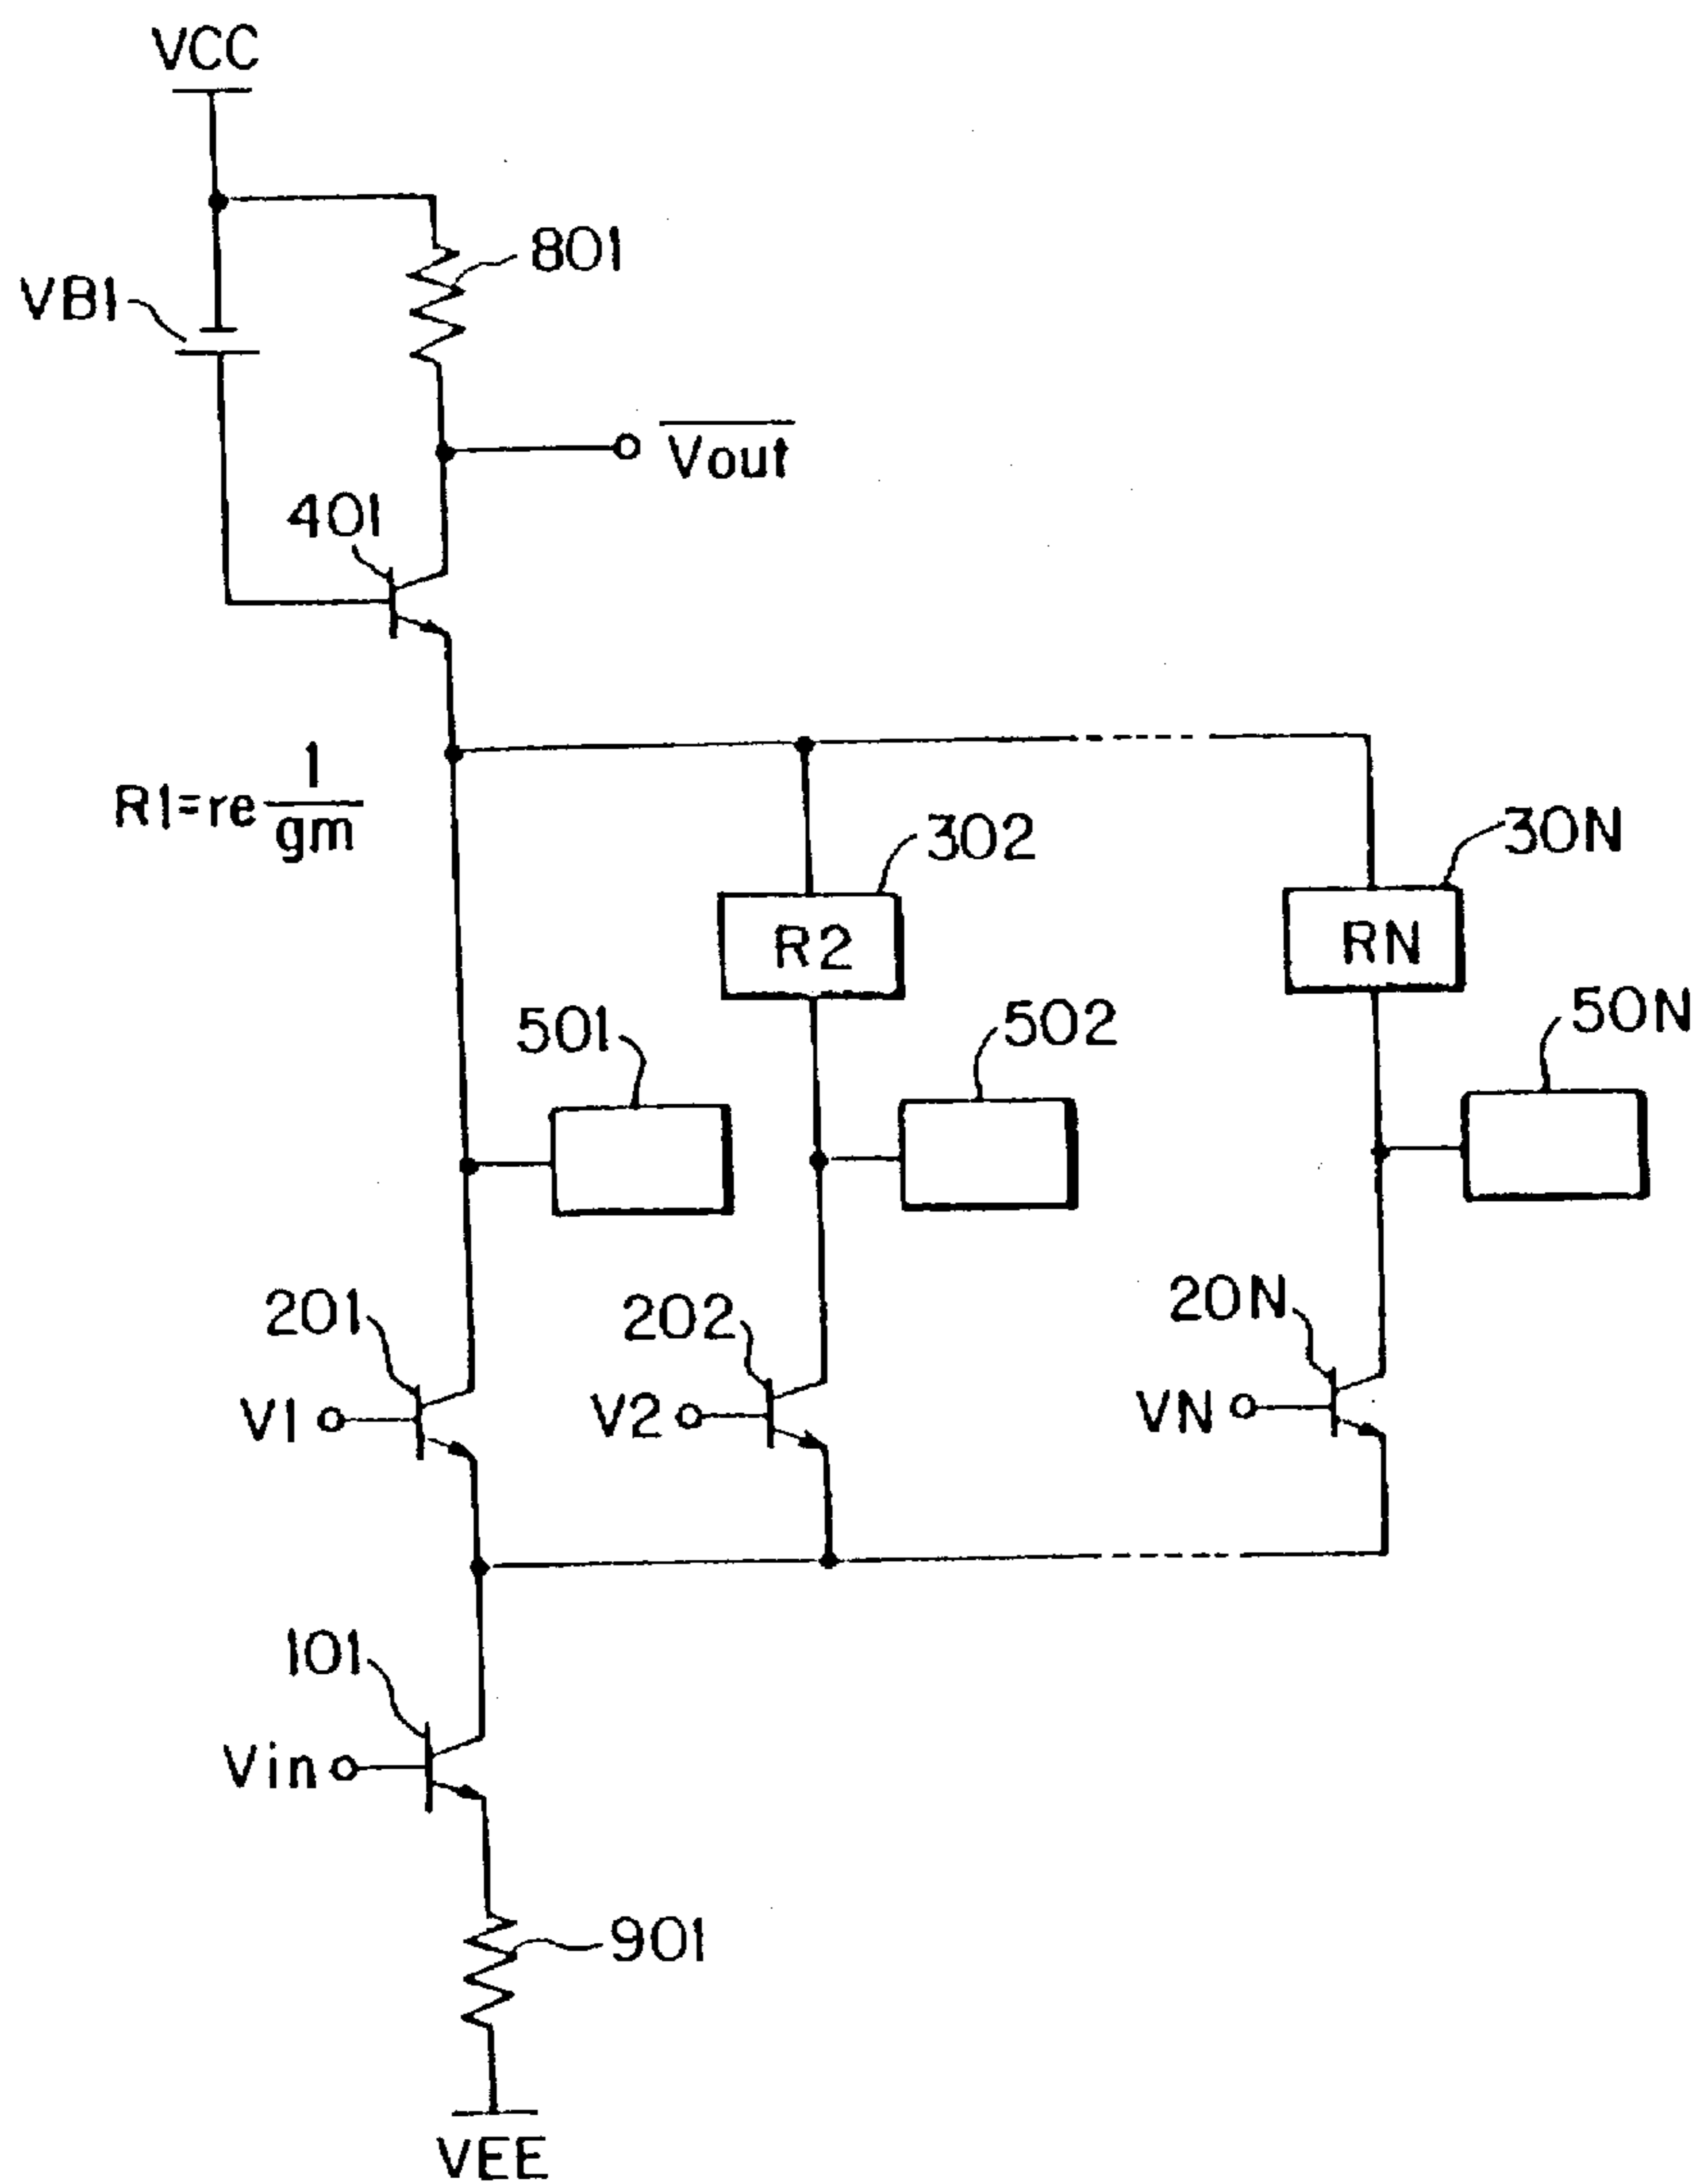 VCC
801
VB1
Vout
401
R1=re 1/gm
302
30N
R2
RN
501
502
50N
201
202
20N
V1
V2
VN
101
Vin
901
VEE